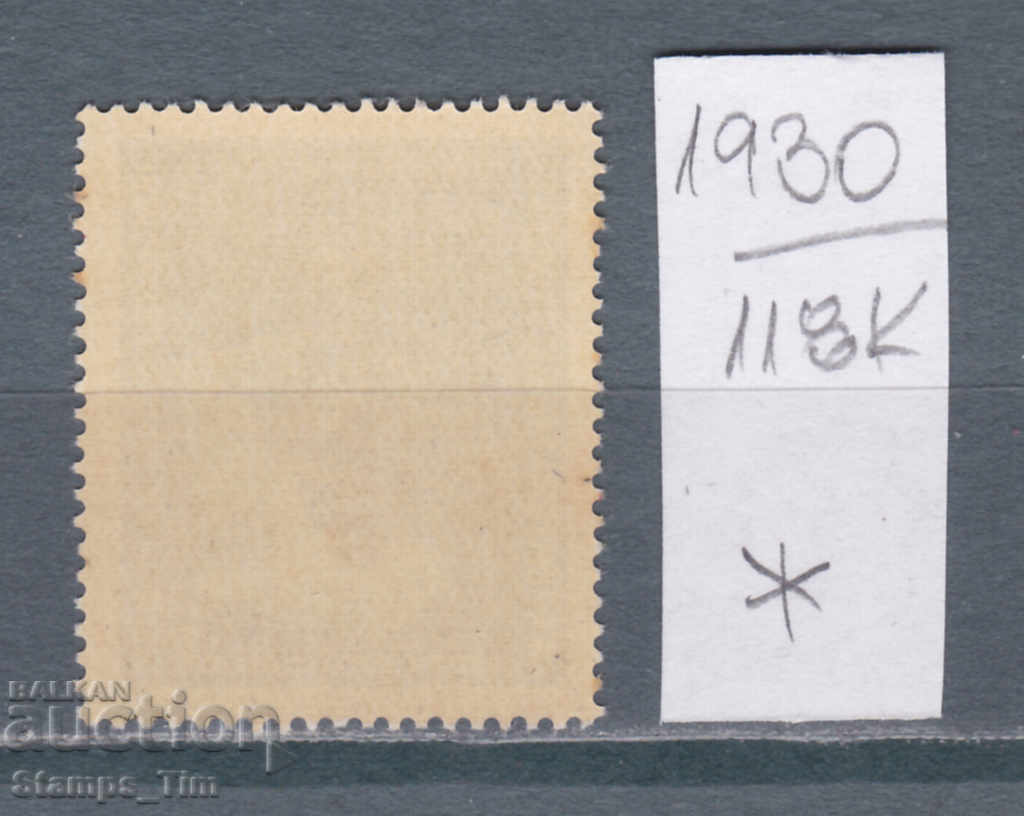 1930
118K
*
BALKAN
auction
Stamps_Tim